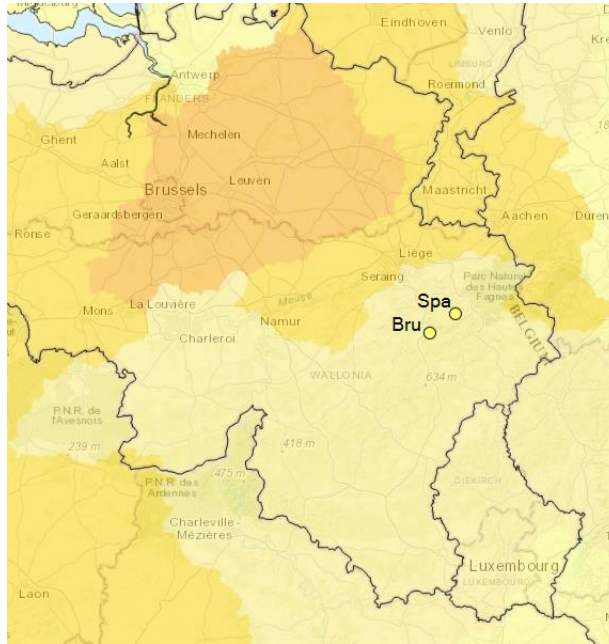 Eindhoven
Venlo
Antwerp
LIMBURG
FLANDERS
Roermond
Mechelen
Ghent
Aalst
Brussels
Leuven
Maastricht
Geraardsbergen
Aachen
Düren
Ronse
Liège
Seraing
Parc Naturel
des Hautes
Fagnes
Meuse
Spa
Mons
La Louvière
Namur
Bru
BELGIU
Charleroi
WALLONIA
634 m
P.N.R. de
l'Avesnois
239 m
418 m
475 m
P.N.R. des
Ardennes
DIEKIRCH
Charleville-
Mézières
Luxembourg
LUXEMBOURG
Laon